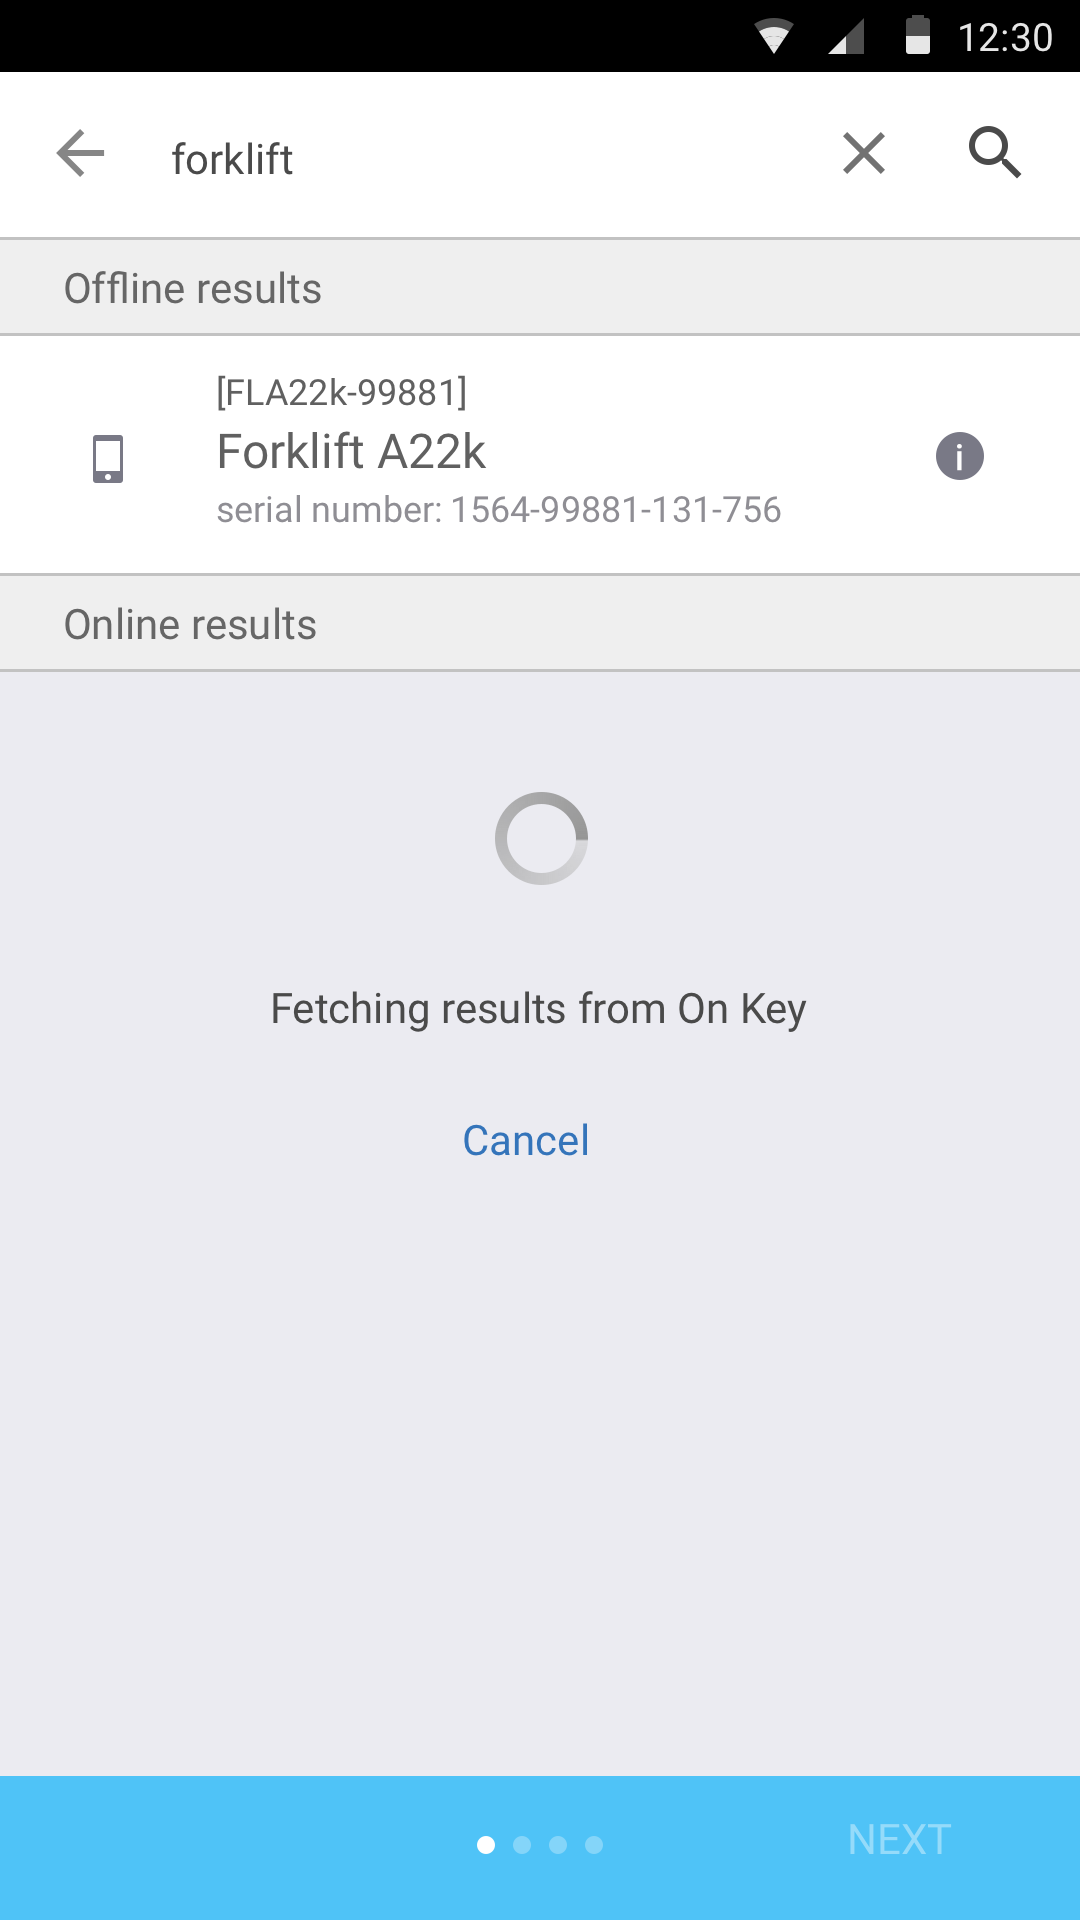 12:30
forklift
Offline results
[FLA22k-99881]
Forklift A22k
serial number: 1564-99881-131-756
Online results
Fetching results from On Key
Cancel
NEXT